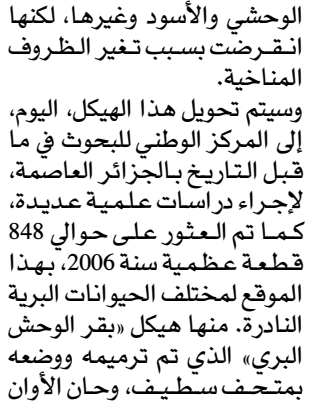 الوحشي والأسود وغيرها، لكنها
انقرضت بسبب تغير الظروف
المناخية.
وسيتم تحويل هذا الهيكل، اليوم،
إلى المركز الوطني للبحوث في ما
قبل التاريخ بالجزائر العاصمة،
لإجراء دراسات علمية عديدة،
كما تم العثور على حوالي 848
قطعة عظمية سنة 2006، بهذا
الموقع لمختلف الحيوانات البرية
النادرة. منها هيكل «بقر الوحش
البري» الذي تم ترميمه ووضعه
بمتحف سطيف، وحان الأوان